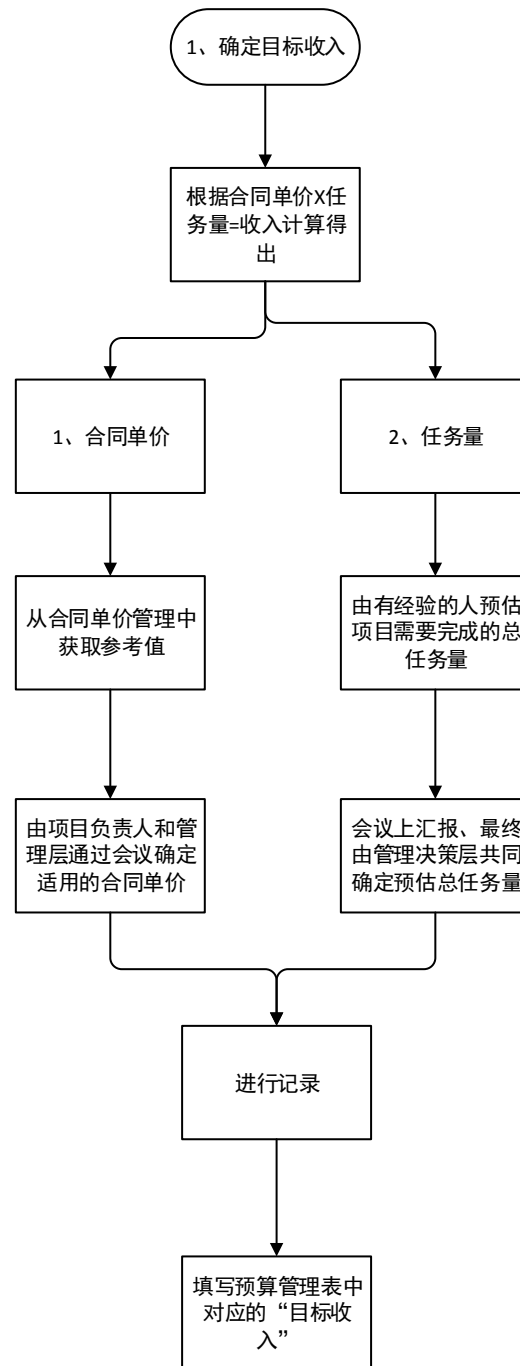 1、确定目标收入
根据合同单价X任
务量=收入计算得
出
1、合同单价
2、任务量
从合同单价管理中
获取参考值
由有经验的人预估
项目需要完成的总
任务量
由项目负责人和管
理层通过会议确定
适用的合同单价
会议上汇报、最终
由管理决策层共同
确定预估总任务量
进行记录
填写预算管理表中
对应的“目标收
入”